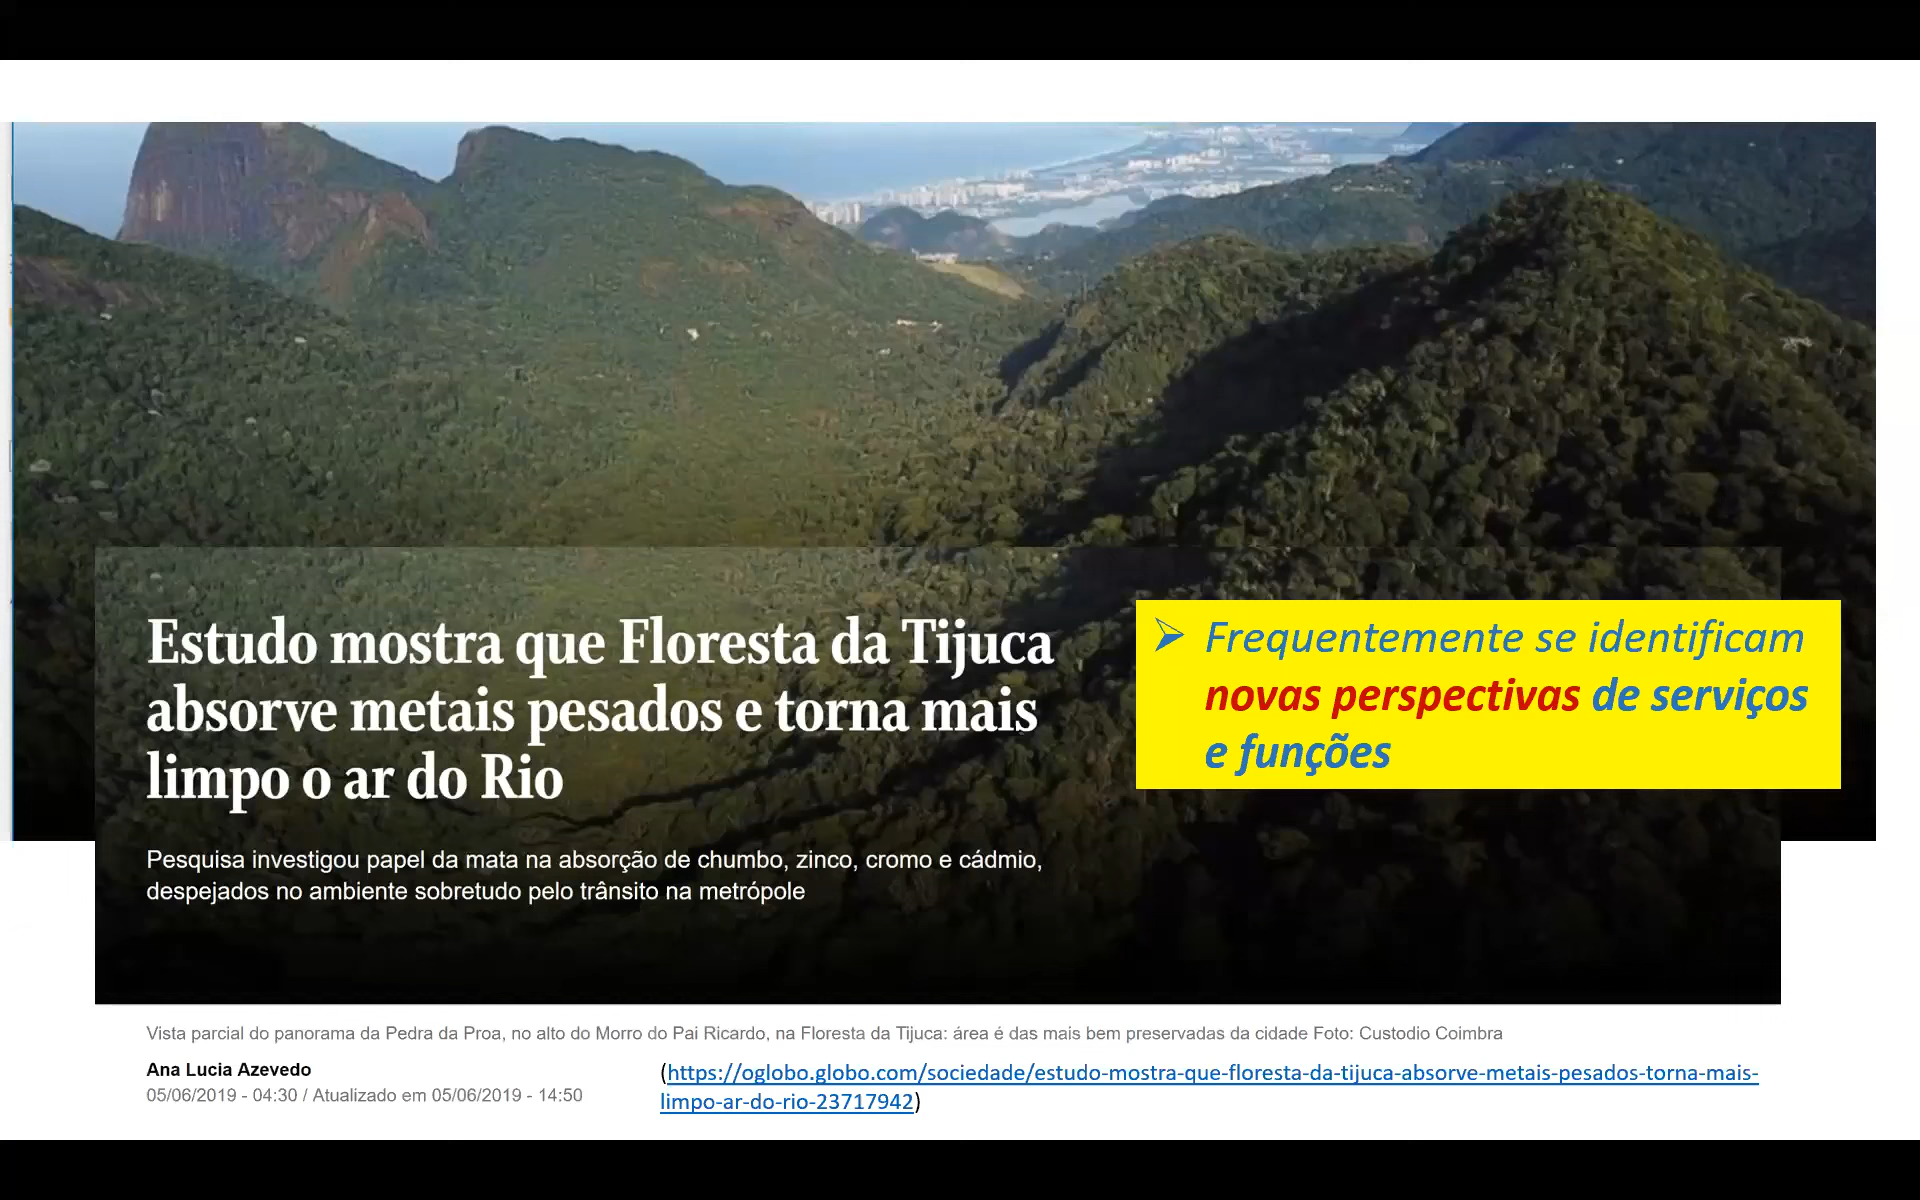 Estudo mostra que Floresta da Tijuca
absorve metais pesados e torna mais
limpo o ar do Rio
Pesquisa investigou papel da mata na absorção de chumbo, zinco, cromo e cádmio,
despejados no ambiente sobretudo pelo trânsito na metrópole
➢ Frequentemente se identificam
novas perspectivas de serviços
e funções
Vista parcial do panorama da Pedra da Proa, no alto do Morro do Pai Ricardo, na Floresta da Tijuca: área é das mais bem preservadas da cidade Foto: Custodio Coimbra
Ana Lucia Azevedo
05/06/2019 - 04:30 / Atualizado em 05/06/2019 - 14:50
(https://oglobo.globo.com/sociedade/estudo-mostra-que-floresta-da-tijuca-absorve-metais-pesados-torna-mais-
limpo-ar-do-rio-23717942)